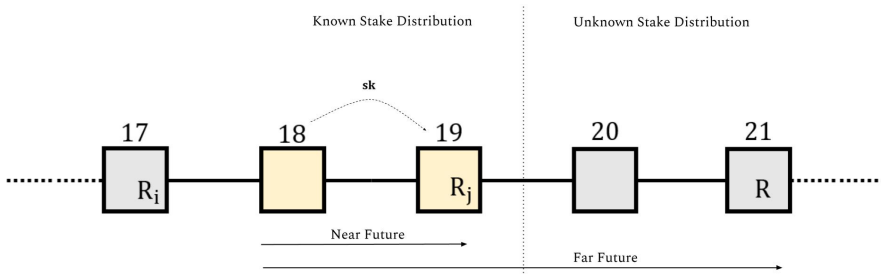 Known Stake Distribution Unknown Stake Distribution
sk
17 18 19 20 21
Rᵢ Rⱼ R
Near Future
Far Future